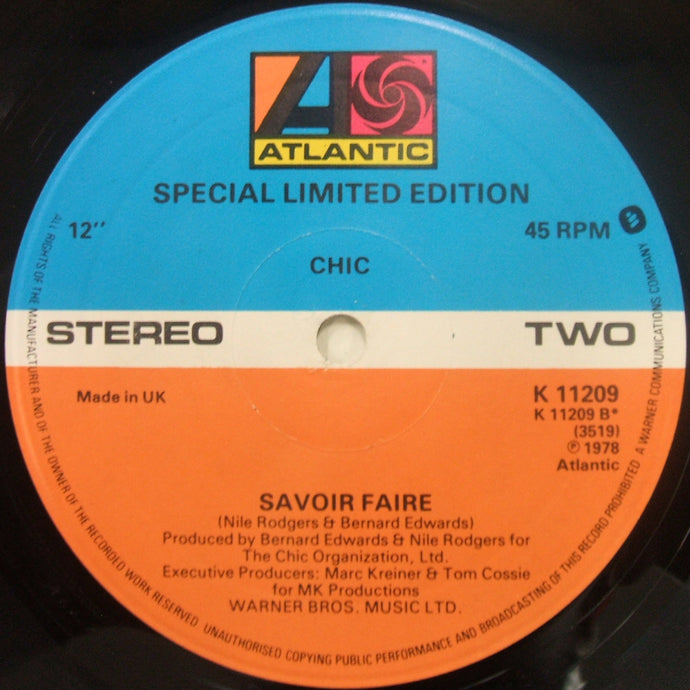 ATLANTIC
SPECIAL LIMITED EDITION
12"
45 RPM
CHIC
STEREO
TWO
Made in UK
K 11209
K 11209 B*
(3519)
℗ 1978
Atlantic
SAVOIR FAIRE
(Nile Rodgers & Bernard Edwards)
Produced by Bernard Edwards & Nile Rodgers for
The Chic Organization, Ltd.
Executive Producers: Marc Kreiner & Tom Cossie
for MK Productions
WARNER BROS. MUSIC LTD.
ALL RIGHTS OF THE MANUFACTURER AND OF THE OWNER OF THE RECORDED WORK RESERVED. UNAUTHORISED COPYING PUBLIC PERFORMANCE AND BROADCASTING OF THIS RECORD PROHIBITED A WARNER COMMUNICATIONS COMPANY